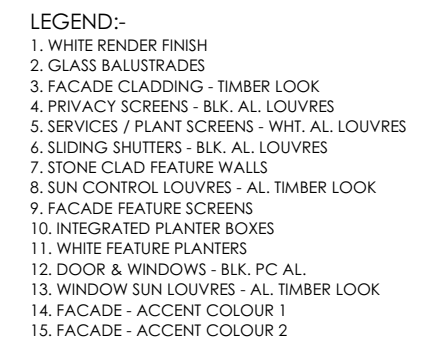 LEGEND:-
1. WHITE RENDER FINISH
2. GLASS BALUSTRADES
3. FACADE CLADDING - TIMBER LOOK
4. PRIVACY SCREENS - BLK. AL. LOUVRES
5. SERVICES / PLANT SCREENS - WHT. AL. LOUVRES
6. SLIDING SHUTTERS - BLK. AL. LOUVRES
7. STONE CLAD FEATURE WALLS
8. SUN CONTROL LOUVRES - AL. TIMBER LOOK
9. FACADE FEATURE SCREENS
10. INTEGRATED PLANTER BOXES
11. WHITE FEATURE PLANTERS
12. DOOR & WINDOWS - BLK. PC AL.
13. WINDOW SUN LOUVRES - AL. TIMBER LOOK
14. FACADE - ACCENT COLOUR 1
15. FACADE - ACCENT COLOUR 2